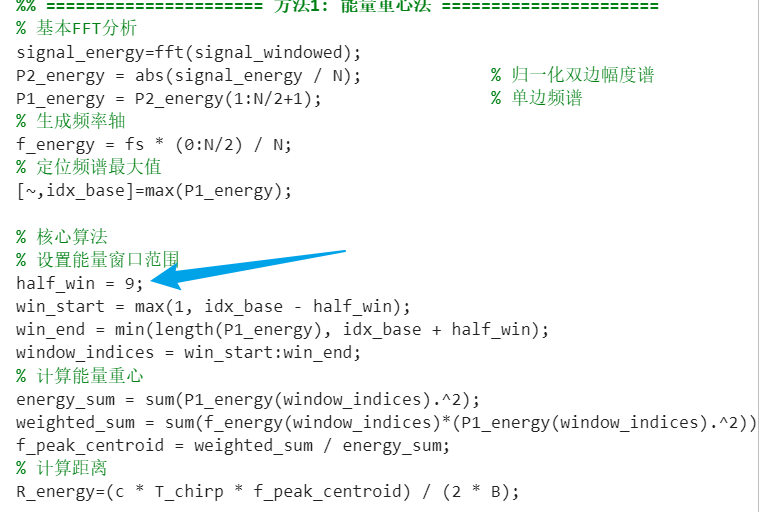 %% ====================== 方法1: 能量重心法 ======================
% 基本FFT分析
signal_energy=fft(signal_windowed);
P2_energy = abs(signal_energy / N); % 归一化双边幅度谱
P1_energy = P2_energy(1:N/2+1); % 单边频谱
% 生成频率轴
f_energy = fs * (0:N/2) / N;
% 定位频谱最大值
[~,idx_base]=max(P1_energy);
% 核心算法
% 设置能量窗口范围
half_win = 9;
win_start = max(1, idx_base - half_win);
win_end = min(length(P1_energy), idx_base + half_win);
window_indices = win_start:win_end;
% 计算能量重心
energy_sum = sum(P1_energy(window_indices).^2);
weighted_sum = sum(f_energy(window_indices)*(P1_energy(window_indices).^2))
f_peak_centroid = weighted_sum / energy_sum;
% 计算距离
R_energy=(c * T_chirp * f_peak_centroid) / (2 * B);